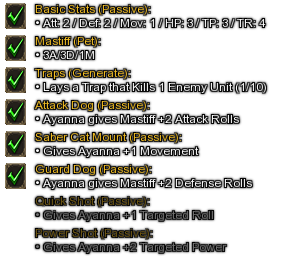 Basic Stats (Passive):
• Att: 2 / Def: 2 / Mov: 1 / HP: 3 / TP: 3 / TR: 4
Mastiff (Pet):
• 3A/3D/1M
Traps (Generate):
• Lays a Trap that Kills 1 Enemy Unit (1/10)
Attack Dog (Passive):
• Ayanna gives Mastiff +2 Attack Rolls
Saber Cat Mount (Passive):
• Gives Ayanna +1 Movement
Guard Dog (Passive):
• Ayanna gives Mastiff +2 Defense Rolls
Quick Shot (Passive):
• Gives Ayanna +1 Targeted Roll
Power Shot (Passive):
• Gives Ayanna +2 Targeted Power